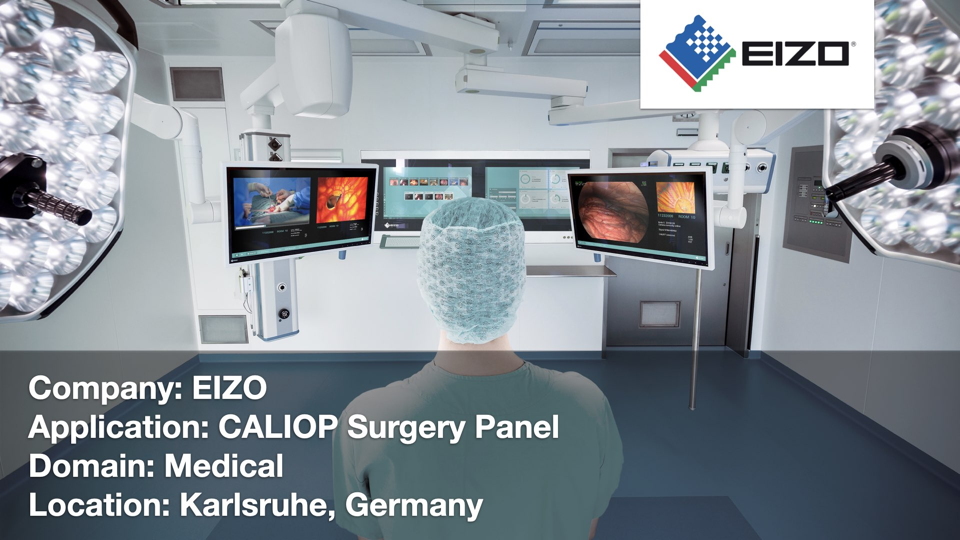 EIZO®
Company: EIZO
Application: CALIOP Surgery Panel
Domain: Medical
Location: Karlsruhe, Germany